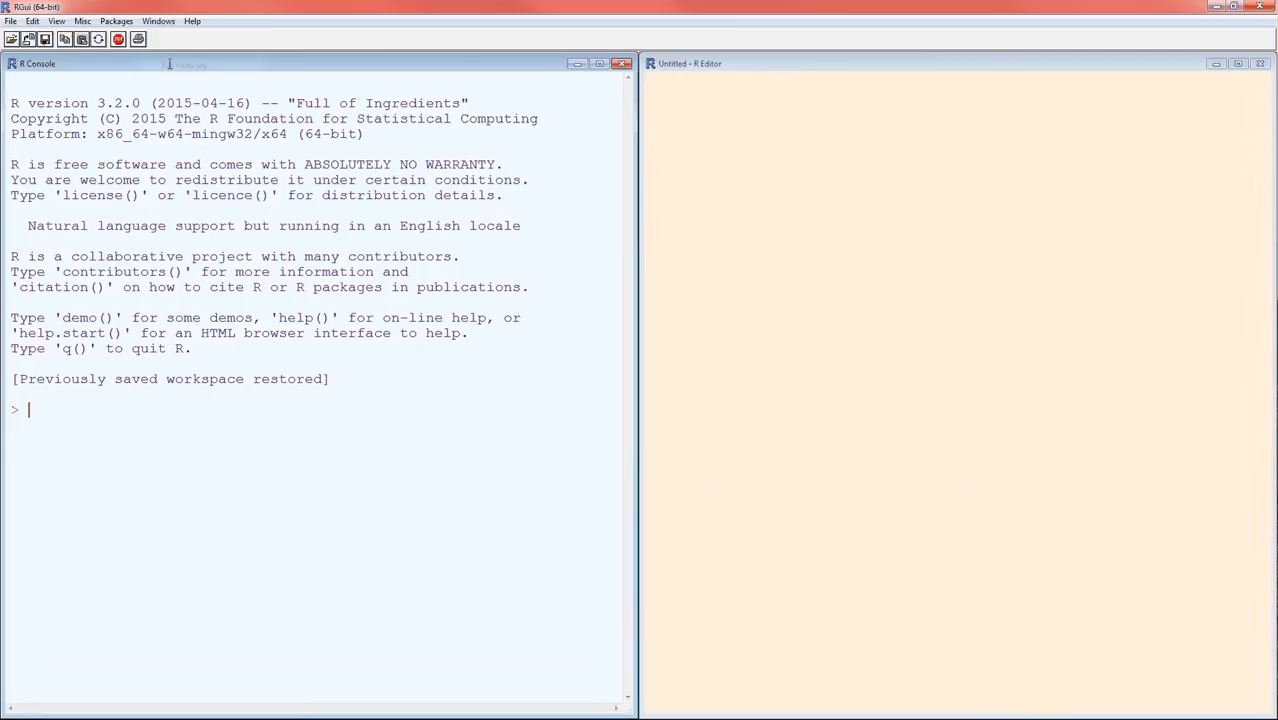 RGui (64-bit)
File Edit View Misc Packages Windows Help
R Console
Untitled - R Editor
R version 3.2.0 (2015-04-16) -- "Full of Ingredients"
Copyright (C) 2015 The R Foundation for Statistical Computing
Platform: x86_64-w64-mingw32/x64 (64-bit)
R is free software and comes with ABSOLUTELY NO WARRANTY.
You are welcome to redistribute it under certain conditions.
Type 'license()' or 'licence()' for distribution details.
Natural language support but running in an English locale
R is a collaborative project with many contributors.
Type 'contributors()' for more information and
'citation()' on how to cite R or R packages in publications.
Type 'demo()' for some demos, 'help()' for on-line help, or
'help.start()' for an HTML browser interface to help.
Type 'q()' to quit R.
[Previously saved workspace restored]
>